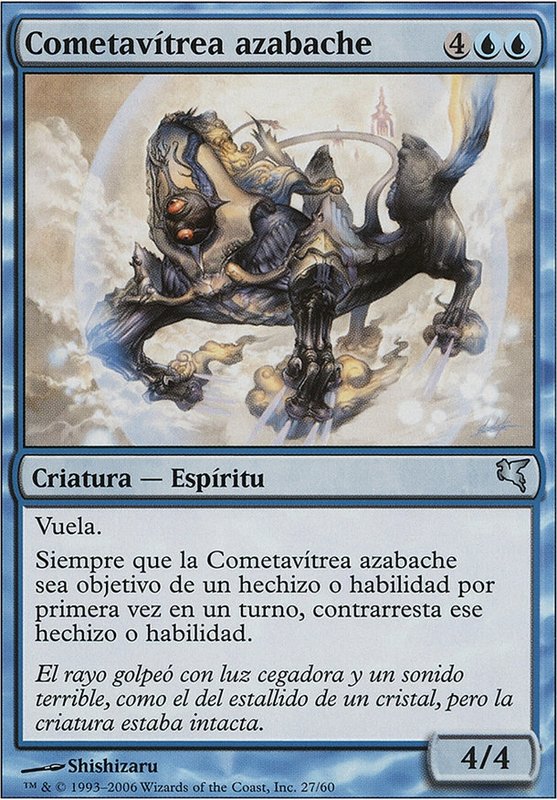 Cometavítrea azabache 4
Criatura — Espíritu
Vuela.
Siempre que la Cometavítrea azabache
sea objetivo de un hechizo o habilidad por
primera vez en un turno, contrarresta ese
hechizo o habilidad.
El rayo golpeó con luz cegadora y un sonido
terrible, como el del estallido de un cristal, pero la
criatura estaba intacta.
4/4
Shishizaru
™ & © 1993–2006 Wizards of the Coast, Inc. 27/60